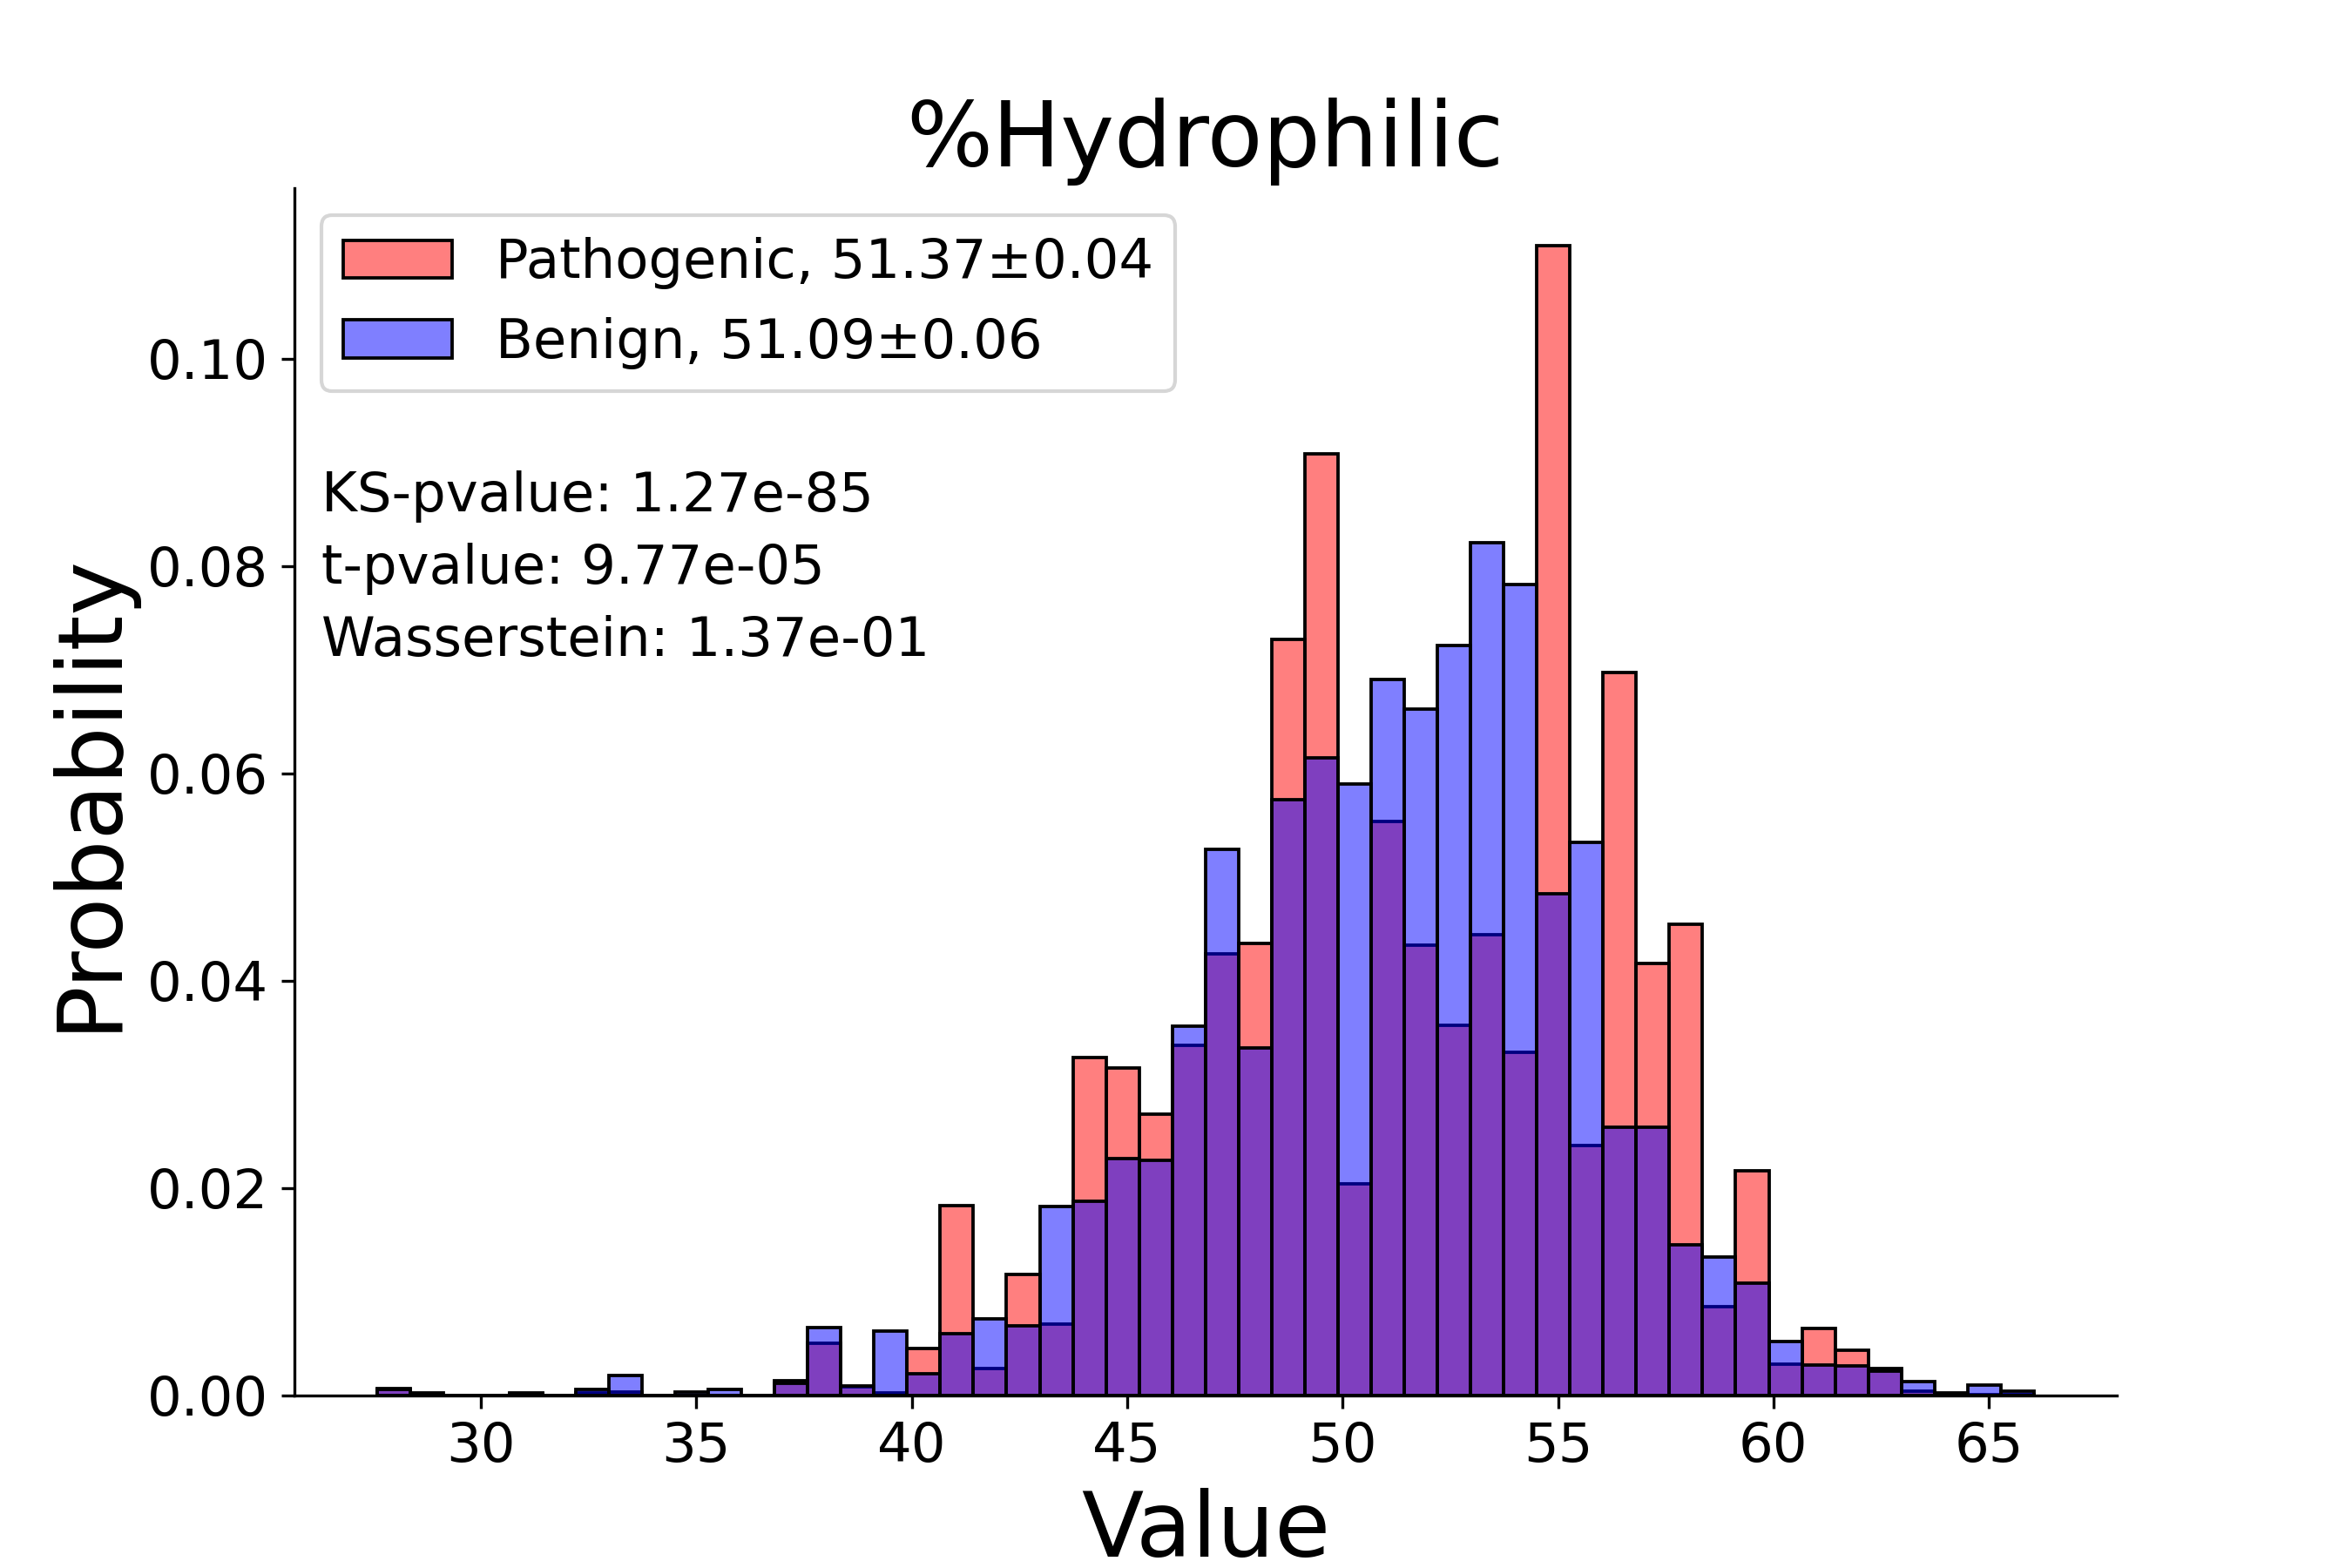 %Hydrophilic
Pathogenic, 51.37±0.04
Benign, 51.09±0.06
KS-pvalue: 1.27e-85
t-pvalue: 9.77e-05
Wasserstein: 1.37e-01
Probability
0.10
0.08
0.06
0.04
0.02
0.00
30 35 40 45 50 55 60 65
Value